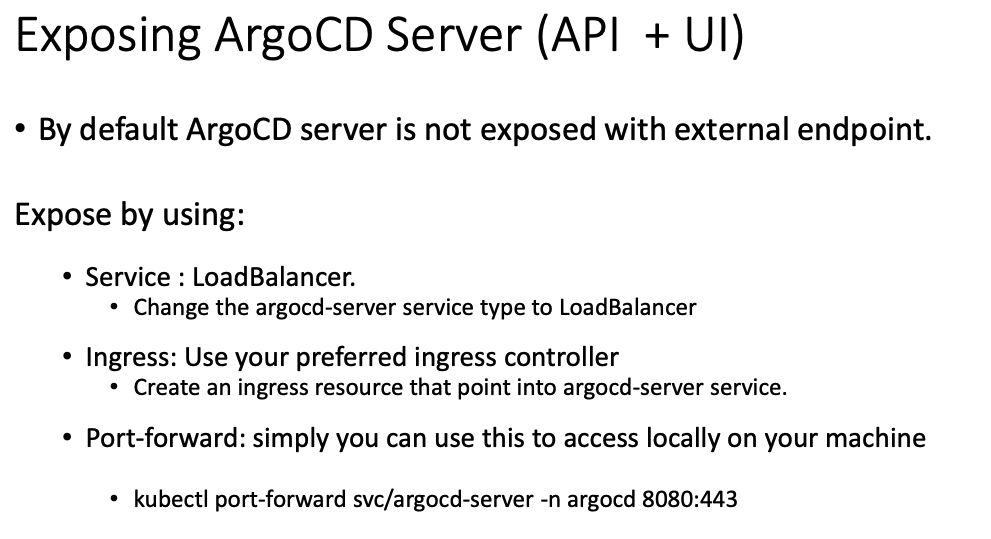 Exposing ArgoCD Server (API + UI)
• By default ArgoCD server is not exposed with external endpoint.
Expose by using:
• Service : LoadBalancer.
• Change the argocd-server service type to LoadBalancer
• Ingress: Use your preferred ingress controller
• Create an ingress resource that point into argocd-server service.
• Port-forward: simply you can use this to access locally on your machine
• kubectl port-forward svc/argocd-server -n argocd 8080:443